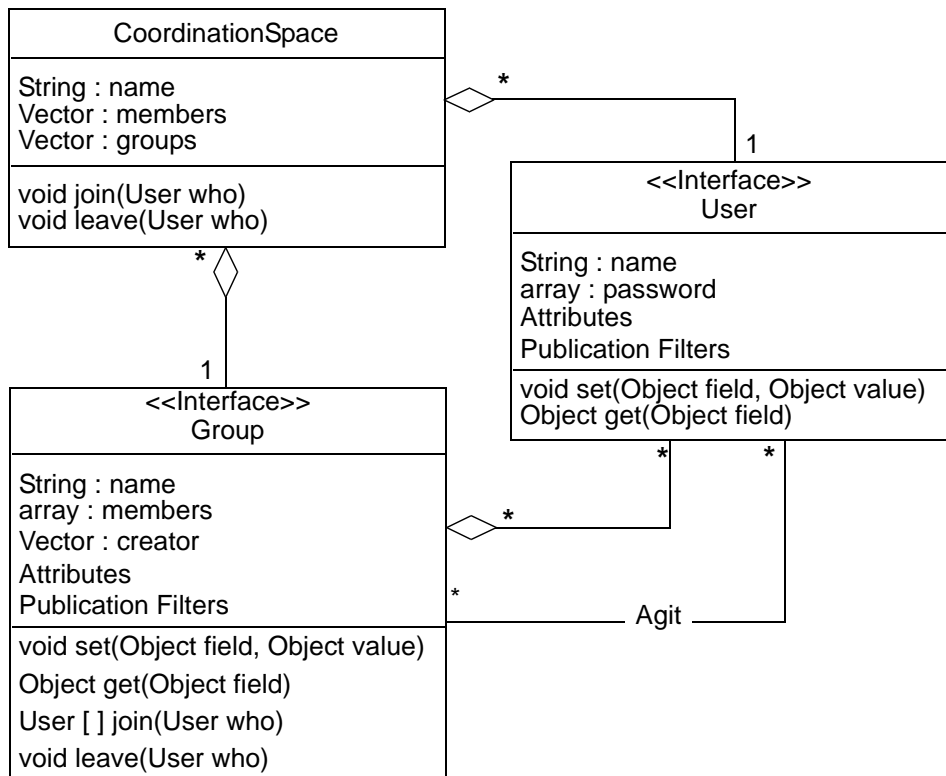 CoordinationSpace
String : name
Vector : members
Vector : groups
void join(User who)
void leave(User who)
*
1
<<Interface>>
User
String : name
array : password
Attributes
Publication Filters
void set(Object field, Object value)
Object get(Object field)
*
1
<<Interface>>
Group
String : name
array : members
Vector : creator
Attributes
Publication Filters
void set(Object field, Object value)
Object get(Object field)
User [ ] join(User who)
void leave(User who)
*
*
*
*
Agit